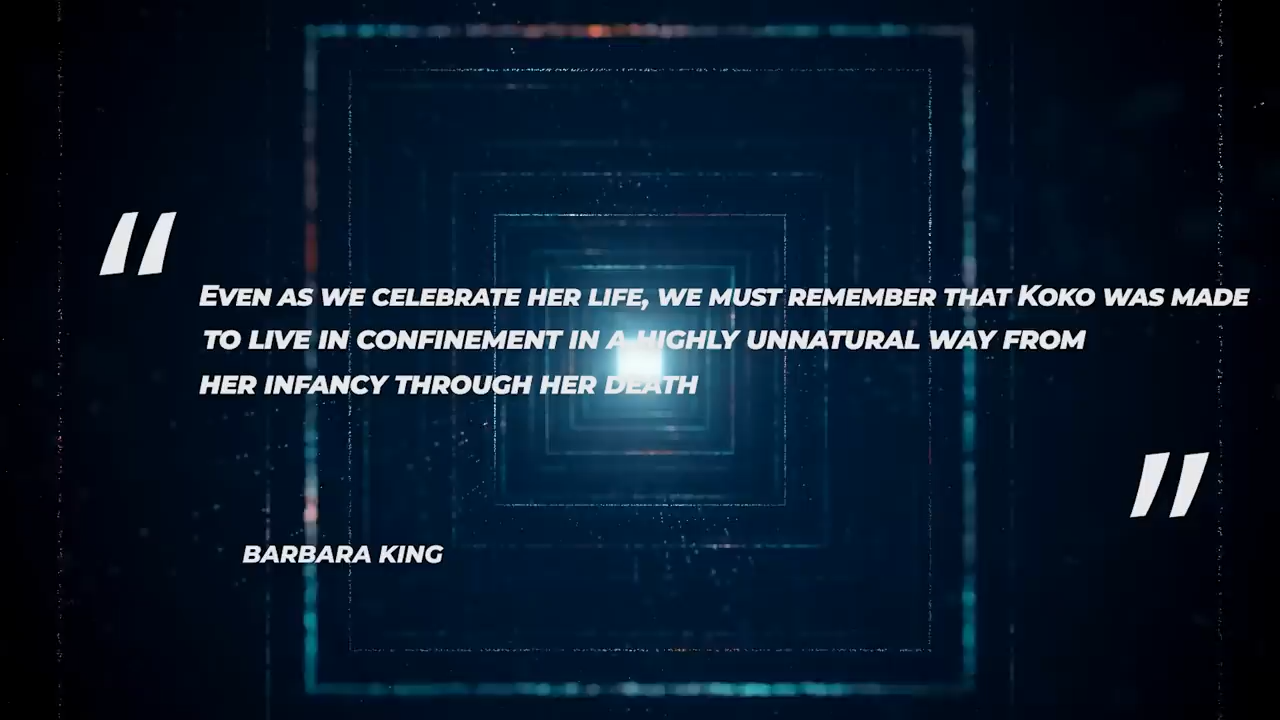 "
Even as we celebrate her life, we must remember that Koko was made
to live in confinement in a highly unnatural way from
her infancy through her death
"
BARBARA KING